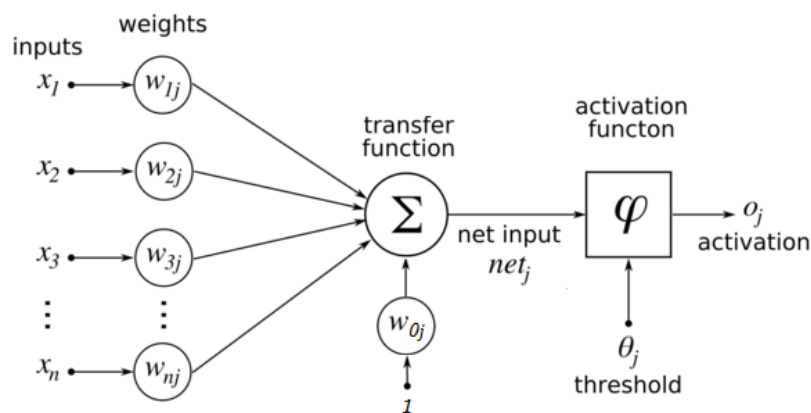 inputs
weights
x₁
w₁ⱼ
x₂
w₂ⱼ
x₃
w₃ⱼ
⋮
⋮
xₙ
wₙⱼ
transfer
function
Σ
w₀ⱼ
1
net input
netⱼ
activation
functon
φ
oⱼ
activation
θⱼ
threshold